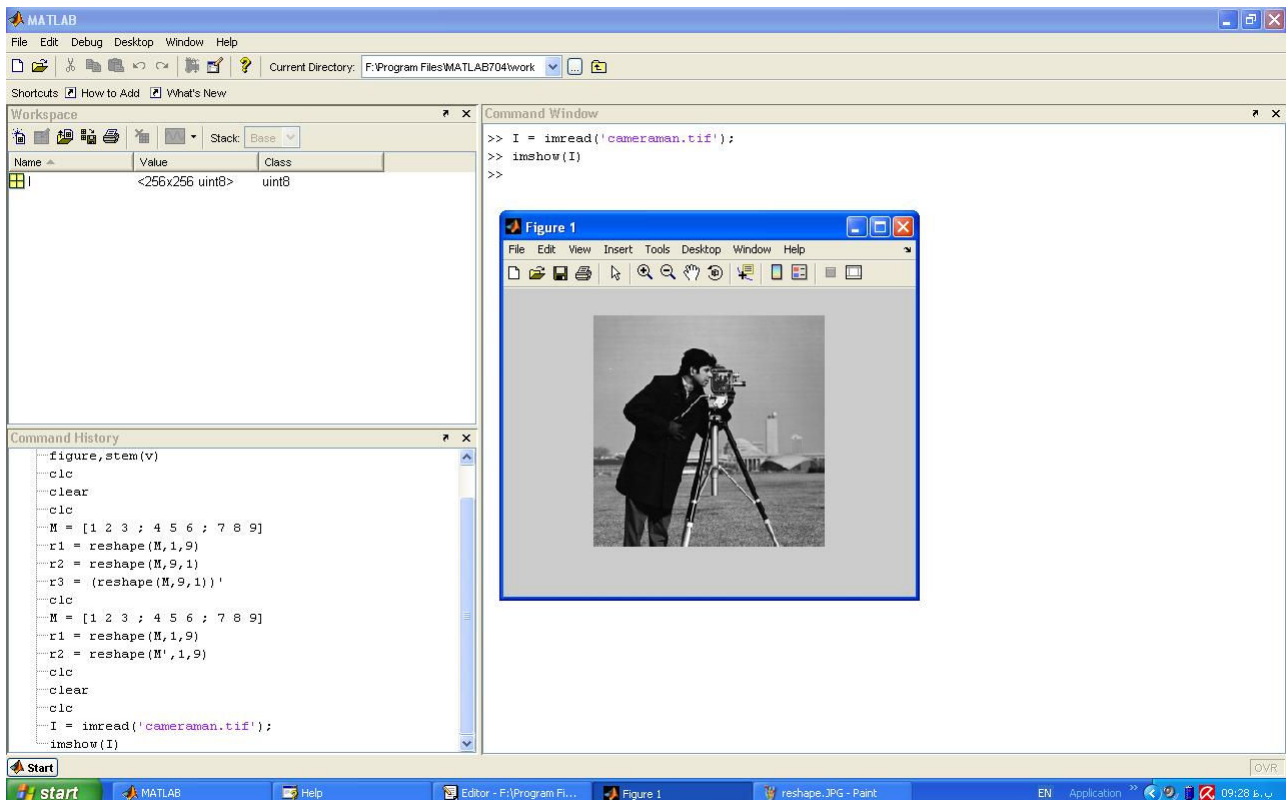 MATLAB
File Edit Debug Desktop Window Help
Current Directory: F:\Program Files\MATLAB704\work
Shortcuts How to Add What's New
Workspace
Stack: Base
Name Value Class
I <256x256 uint8> uint8
Command History
figure,stem(v)
clc
clear
clc
M = [1 2 3 ; 4 5 6 ; 7 8 9]
r1 = reshape(M,1,9)
r2 = reshape(M,9,1)
r3 = (reshape(M,9,1))'
clc
M = [1 2 3 ; 4 5 6 ; 7 8 9]
r1 = reshape(M,1,9)
r2 = reshape(M',1,9)
clc
clear
clc
I = imread('cameraman.tif');
imshow(I)
Command Window
>> I = imread('cameraman.tif');
>> imshow(I)
>>
Figure 1
File Edit View Insert Tools Desktop Window Help
Start
OVR
start
MATLAB
Help
Editor - F:\Program Fi...
Figure 1
reshape.JPG - Paint
EN
Application
09:28 ب.ظ